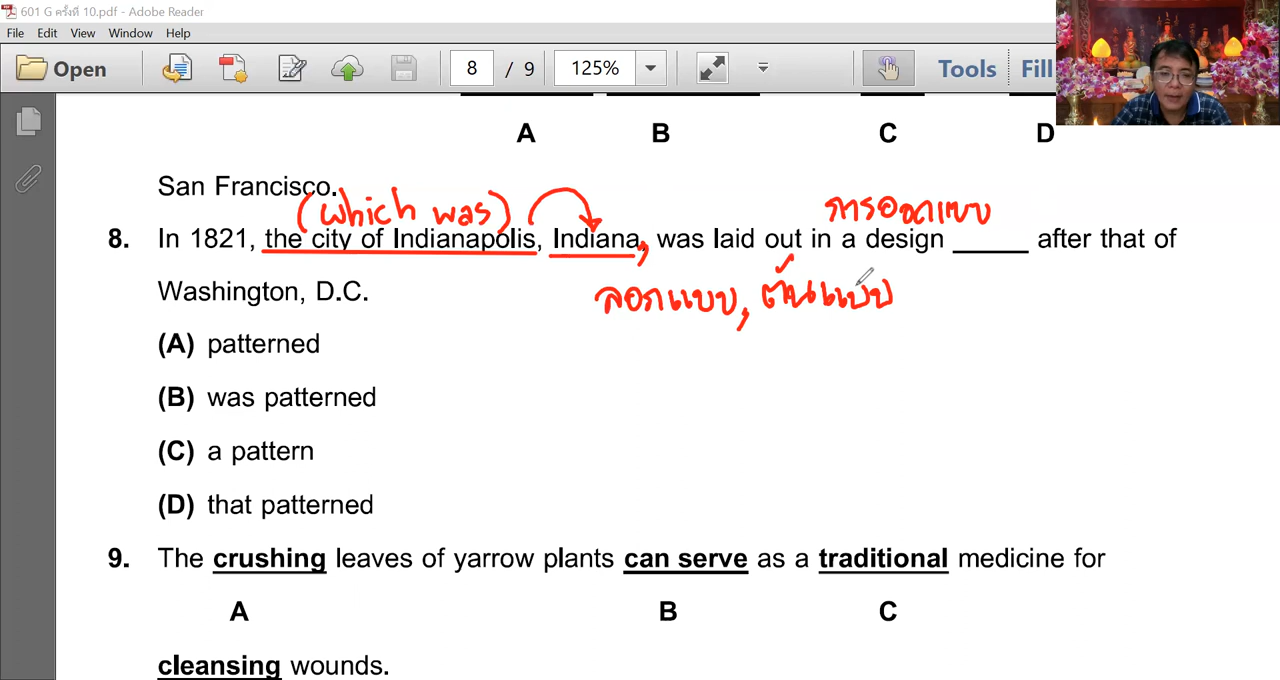 601 G ครั้งที่ 10.pdf - Adobe Reader
File Edit View Window Help
Open 8 / 9 125% Tools Fill
A B C D
San Francisco.
(which was) การออกแบบ
8. In 1821, the city of Indianapolis, Indiana, was laid out in a design _____ after that of
Washington, D.C. ลอกแบบ, ต้นแบบ
(A) patterned
(B) was patterned
(C) a pattern
(D) that patterned
9. The crushing leaves of yarrow plants can serve as a traditional medicine for
A B C
cleansing wounds.